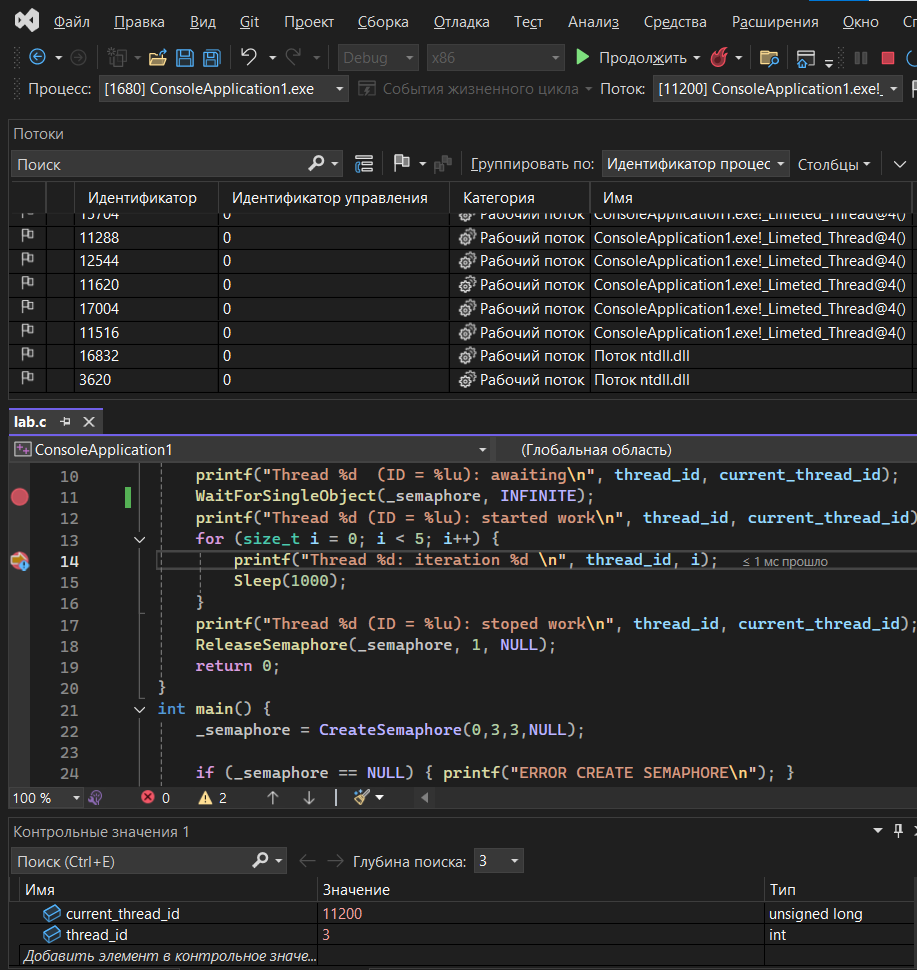 Файл Правка Вид Git Проект Сборка Отладка Тест Анализ Средства Расширения Окно
Debug x86 Продолжить
Процесс: [1680] ConsoleApplication1.exe События жизненного цикла Поток: [11200] ConsoleApplication1.exe!_
Потоки
Поиск Группировать по: Идентификатор процес Столбцы
Идентификатор Идентификатор управления Категория Имя
0 Рабочий поток ConsoleApplication1.exe!_Limeted_Thread@4()
11288 0 Рабочий поток ConsoleApplication1.exe!_Limeted_Thread@4()
12544 0 Рабочий поток ConsoleApplication1.exe!_Limeted_Thread@4()
11620 0 Рабочий поток ConsoleApplication1.exe!_Limeted_Thread@4()
17004 0 Рабочий поток ConsoleApplication1.exe!_Limeted_Thread@4()
11516 0 Рабочий поток ConsoleApplication1.exe!_Limeted_Thread@4()
16832 0 Рабочий поток Поток ntdll.dll
3620 0 Рабочий поток Поток ntdll.dll
lab.c
ConsoleApplication1 (Глобальная область)
10 printf("Thread %d  (ID = %lu): awaiting\n", thread_id, current_thread_id);
11 WaitForSingleObject(_semaphore, INFINITE);
12 printf("Thread %d (ID = %lu): started work\n", thread_id, current_thread_id)
13 for (size_t i = 0; i < 5; i++) {
14 printf("Thread %d: iteration %d \n", thread_id, i); ≤ 1 мс прошло
15 Sleep(1000);
16 }
17 printf("Thread %d (ID = %lu): stoped work\n", thread_id, current_thread_id);
18 ReleaseSemaphore(_semaphore, 1, NULL);
19 return 0;
20 }
21 int main() {
22 _semaphore = CreateSemaphore(0,3,3,NULL);
23
24 if (_semaphore == NULL) { printf("ERROR CREATE SEMAPHORE\n"); }
100 % 0 2
Контрольные значения 1
Поиск (Ctrl+E) Глубина поиска: 3
Имя Значение Тип
current_thread_id 11200 unsigned long
thread_id 3 int
Добавить элемент в контрольное значе...